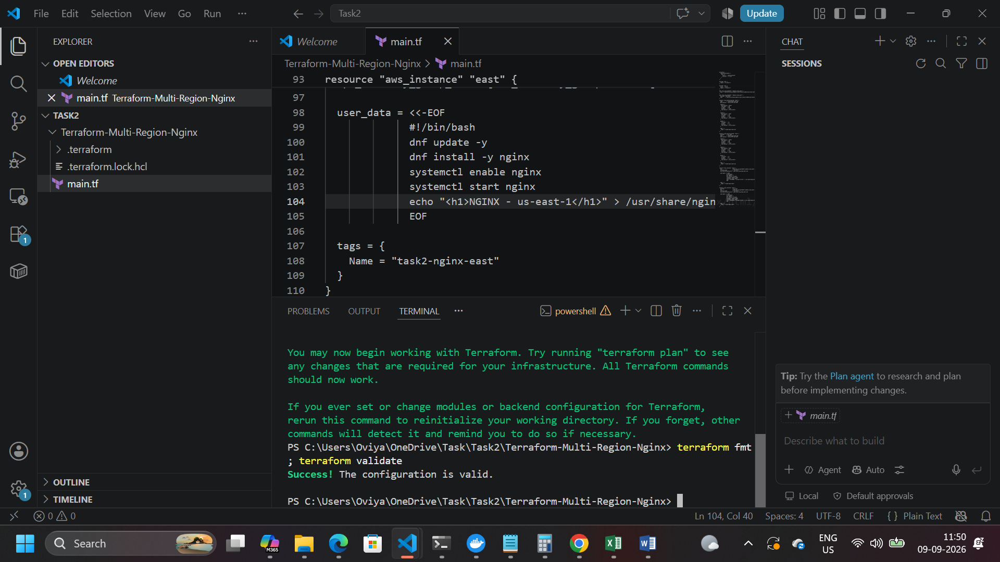 File Edit Selection View Go Run ...
Task2
Update
EXPLORER
OPEN EDITORS
Welcome
main.tf Terraform-Multi-Region-Nginx
TASK2
Terraform-Multi-Region-Nginx
.terraform
.terraform.lock.hcl
main.tf
OUTLINE
TIMELINE
Welcome
main.tf
Terraform-Multi-Region-Nginx > main.tf
93 resource "aws_instance" "east" {
97
98 user_data = <<-EOF
99 #!/bin/bash
100 dnf update -y
101 dnf install -y nginx
102 systemctl enable nginx
103 systemctl start nginx
104 echo "<h1>NGINX - us-east-1</h1>" > /usr/share/nginx
105 EOF
106
107 tags = {
108 Name = "task2-nginx-east"
109 }
110 }
PROBLEMS OUTPUT TERMINAL ...
powershell
You may now begin working with Terraform. Try running "terraform plan" to see
any changes that are required for your infrastructure. All Terraform commands
should now work.
If you ever set or change modules or backend configuration for Terraform,
rerun this command to reinitialize your working directory. If you forget, other
commands will detect it and remind you to do so if necessary.
PS C:\Users\Oviya\OneDrive\Task\Task2\Terraform-Multi-Region-Nginx> terraform fmt
; terraform validate
Success! The configuration is valid.
PS C:\Users\Oviya\OneDrive\Task\Task2\Terraform-Multi-Region-Nginx>
CHAT
SESSIONS
Tip: Try the Plan agent to research and plan
before implementing changes.
main.tf
Describe what to build
Agent Auto
Local Default approvals
0 0
Ln 104, Col 40 Spaces: 4 UTF-8 CRLF { } Plain Text
1
1
Search
M365
ENG
US
11:50
09-09-2026